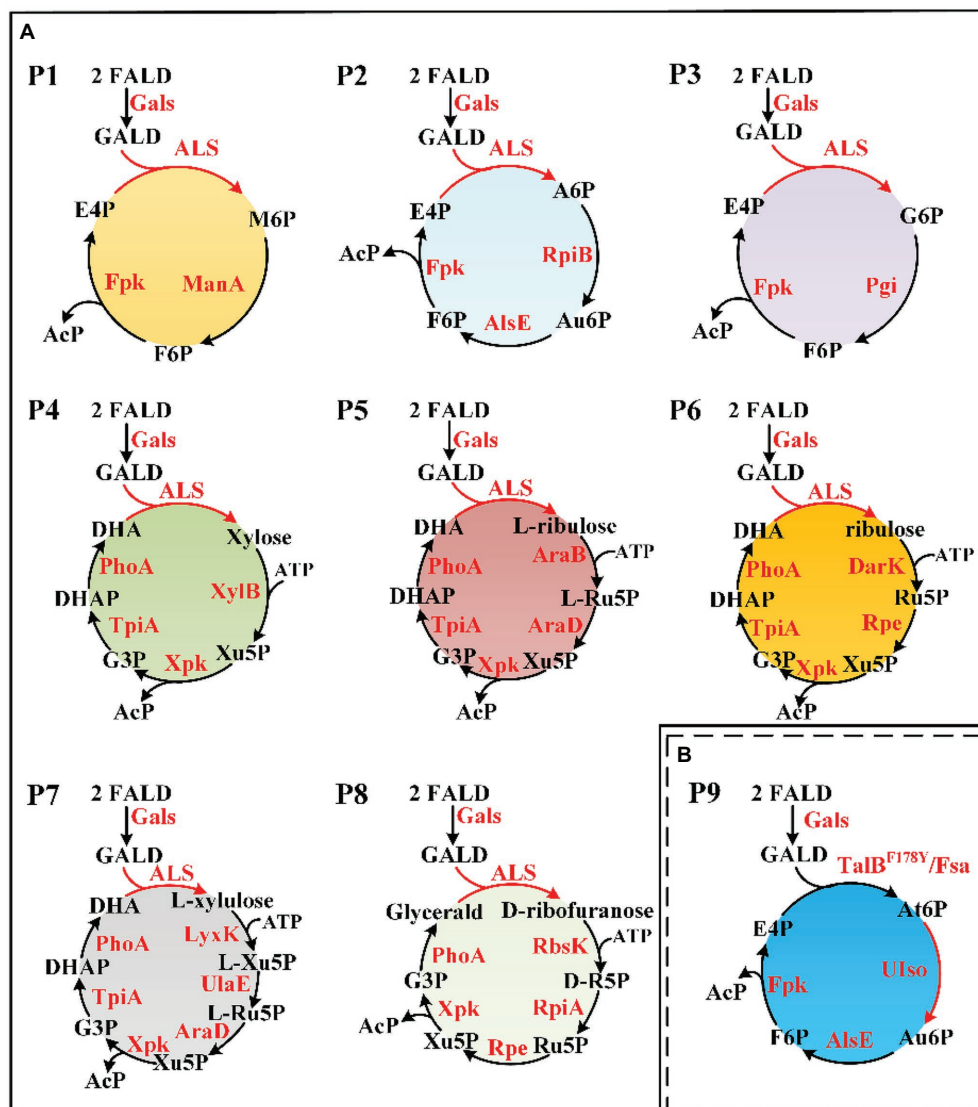 A
P1
2 FALD
Gals
GALD
ALS
E4P
M6P
Fpk
ManA
AcP
F6P
P2
2 FALD
Gals
GALD
ALS
E4P
A6P
AcP
Fpk
RpiB
F6P
AlsE
Au6P
P3
2 FALD
Gals
GALD
ALS
E4P
G6P
Fpk
Pgi
AcP
F6P
P4
2 FALD
Gals
GALD
ALS
DHA
Xylose
PhoA
ATP
XylB
DHAP
TpiA
G3P
Xpk
Xu5P
AcP
P5
2 FALD
Gals
GALD
ALS
DHA
L-ribulose
AraB
ATP
PhoA
DHAP
L-Ru5P
TpiA
AraD
G3P
Xpk
Xu5P
AcP
P6
2 FALD
Gals
GALD
ALS
DHA
ribulose
PhoA
DarK
ATP
DHAP
Ru5P
TpiA
Rpe
G3P
Xpk
Xu5P
AcP
P7
2 FALD
Gals
GALD
ALS
DHA
L-xylulose
LyxK
ATP
PhoA
DHAP
L-Xu5P
UlaE
TpiA
L-Ru5P
G3P
AraD
Xpk
Xu5P
AcP
P8
2 FALD
Gals
GALD
ALS
Glycerald
D-ribofuranose
RbsK
ATP
PhoA
G3P
D-R5P
Xpk
RpiA
AcP
Xu5P
Rpe
Ru5P
B
P9
2 FALD
Gals
GALD
TalB^F178Y/Fsa
E4P
At6P
AcP
Fpk
UIso
F6P
AlsE
Au6P